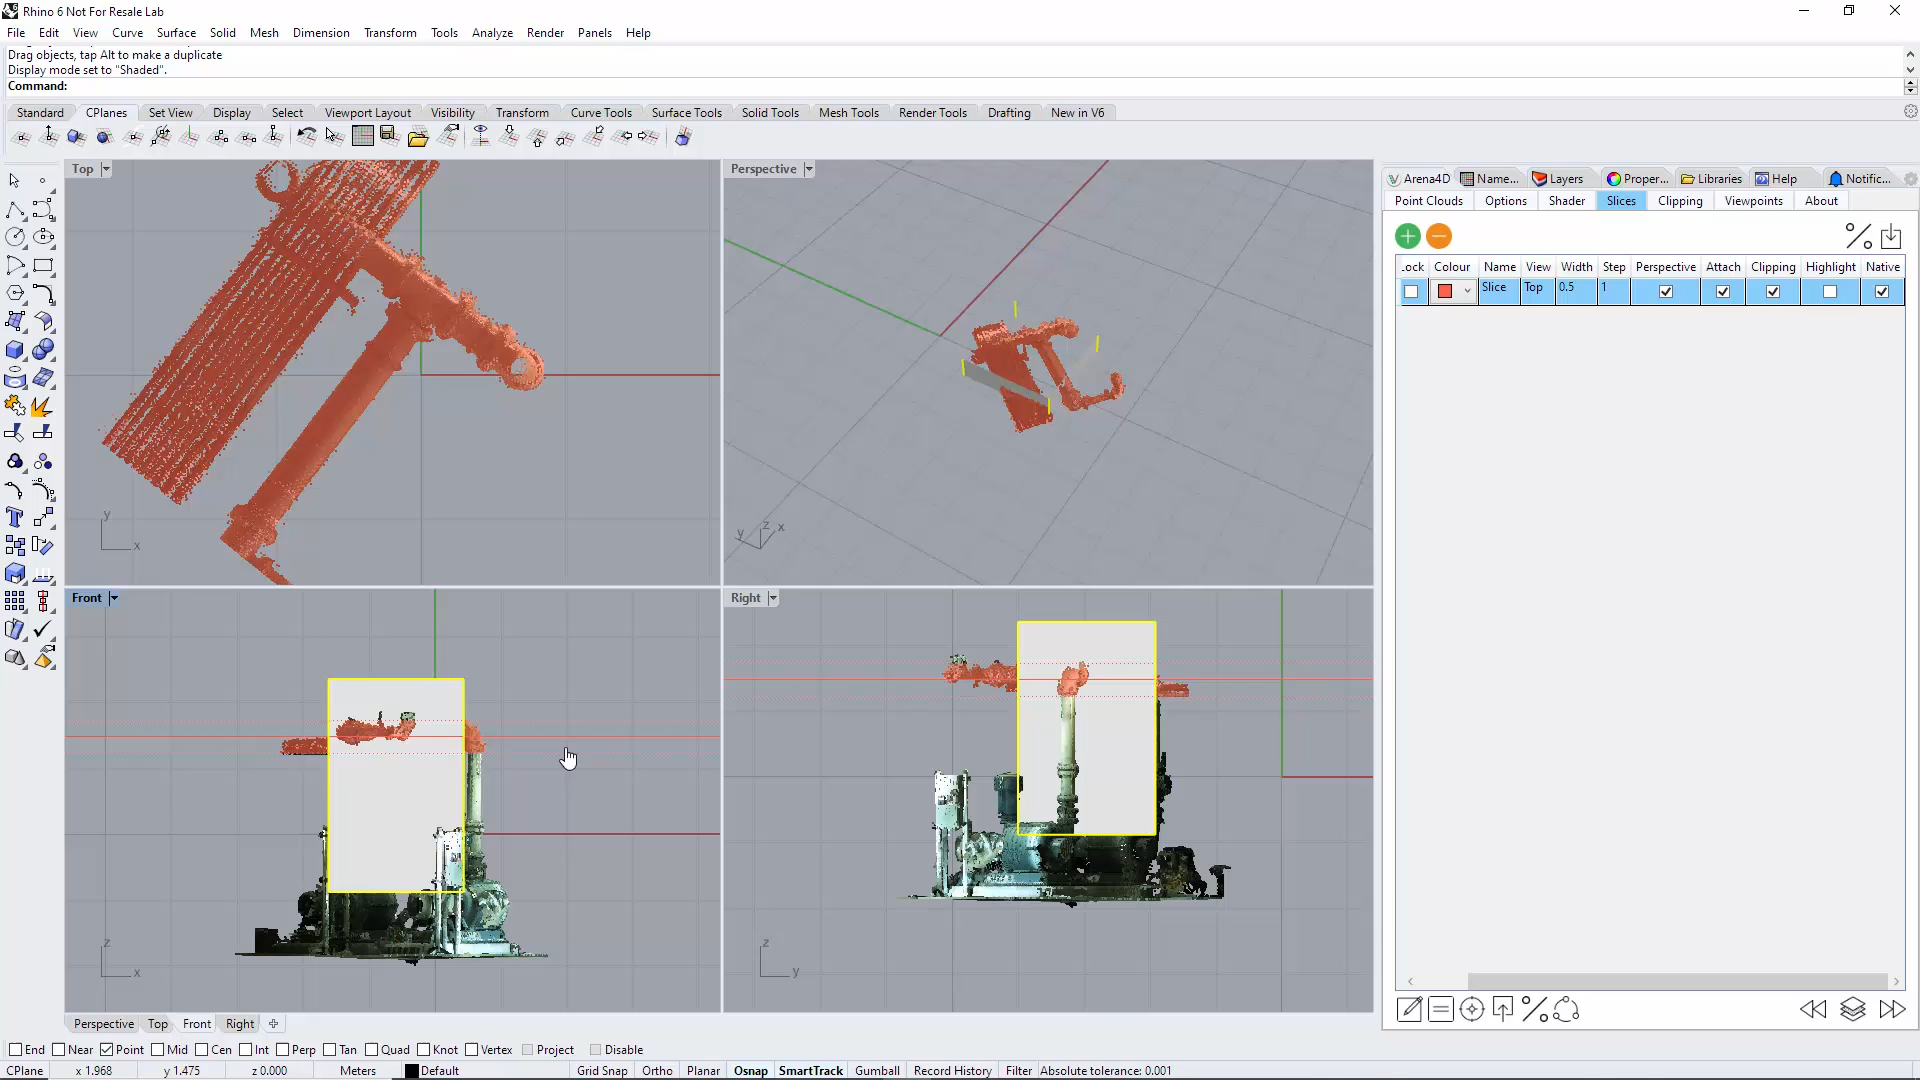 Rhino 6 Not For Resale Lab
File Edit View Curve Surface Solid Mesh Dimension Transform Tools Analyze Render Panels Help
Drag objects, tap Alt to make a duplicate
Display mode set to "Shaded".
Command:
Standard CPlanes Set View Display Select Viewport Layout Visibility Transform Curve Tools Surface Tools Solid Tools Mesh Tools Render Tools Drafting New in V6
Top
Perspective
Arena4D Name... Layers Proper... Libraries Help Notific...
Point Clouds Options Shader Slices Clipping Viewpoints About
.ock Colour Name View Width Step Perspective Attach Clipping Highlight Native
Slice Top 0.5 1
y
x
y z x
Front
Right
z
x
z
y
Perspective Top Front Right
End Near Point Mid Cen Int Perp Tan Quad Knot Vertex Project Disable
CPlane x 1.968 y 1.475 z 0.000 Meters Default Grid Snap Ortho Planar Osnap SmartTrack Gumball Record History Filter Absolute tolerance: 0.001